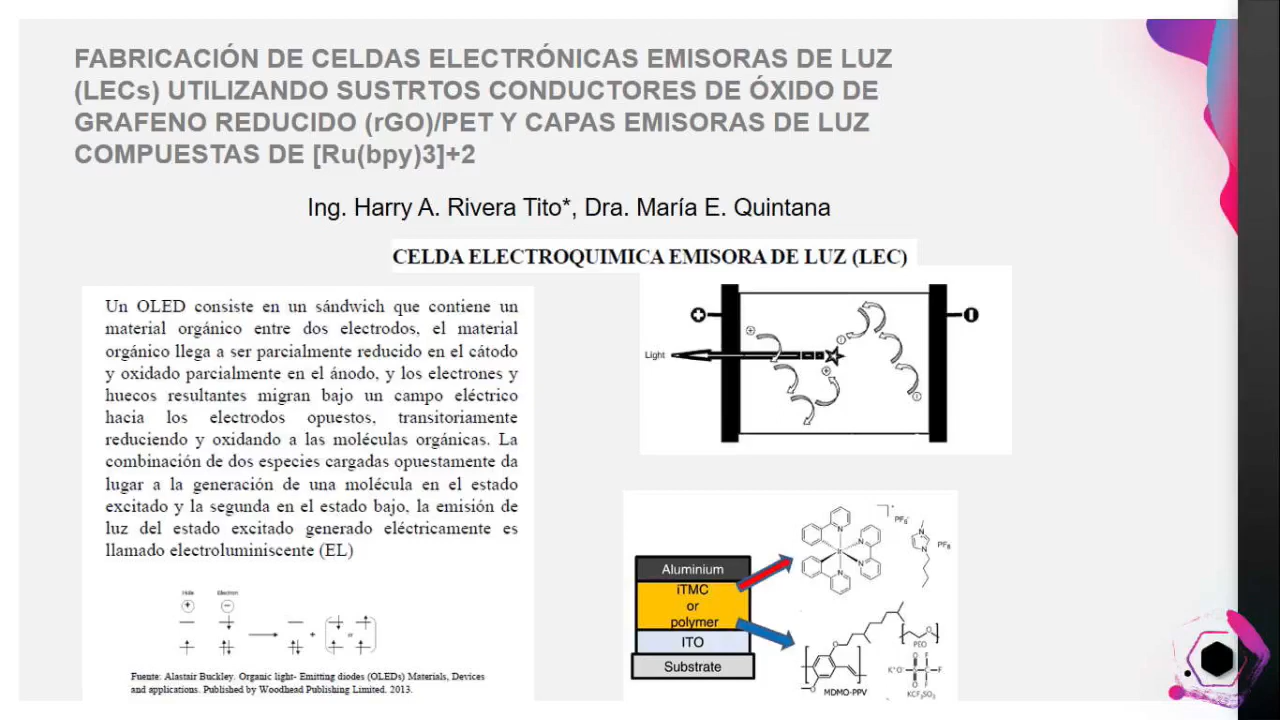 FABRICACIÓN DE CELDAS ELECTRÓNICAS EMISORAS DE LUZ
(LECs) UTILIZANDO SUSTRTOS CONDUCTORES DE ÓXIDO DE
GRAFENO REDUCIDO (rGO)/PET Y CAPAS EMISORAS DE LUZ
COMPUESTAS DE [Ru(bpy)3]+2
Ing. Harry A. Rivera Tito*, Dra. María E. Quintana
CELDA ELECTROQUIMICA EMISORA DE LUZ (LEC)
Un OLED consiste en un sándwich que contiene un
material orgánico entre dos electrodos, el material
orgánico llega a ser parcialmente reducido en el cátodo
y oxidado parcialmente en el ánodo, y los electrones y
huecos resultantes migran bajo un campo eléctrico
hacia los electrodos opuestos, transitoriamente
reduciendo y oxidando a las moléculas orgánicas. La
combinación de dos especies cargadas opuestamente da
lugar a la generación de una molécula en el estado
excitado y la segunda en el estado bajo, la emisión de
luz del estado excitado generado eléctricamente es
llamado electroluminiscente (EL)
Hole Electron
Fuente: Alastair Buckley. Organic light- Emitting diodes (OLEDs) Materials, Devices
and applications. Published by Woodhead Publishing Limited. 2013.
Light
Aluminium
iTMC
or
polymer
ITO
Substrate
PF₆⁻
PF₆
MDMO-PPV
PEO
KCF₃SO₃